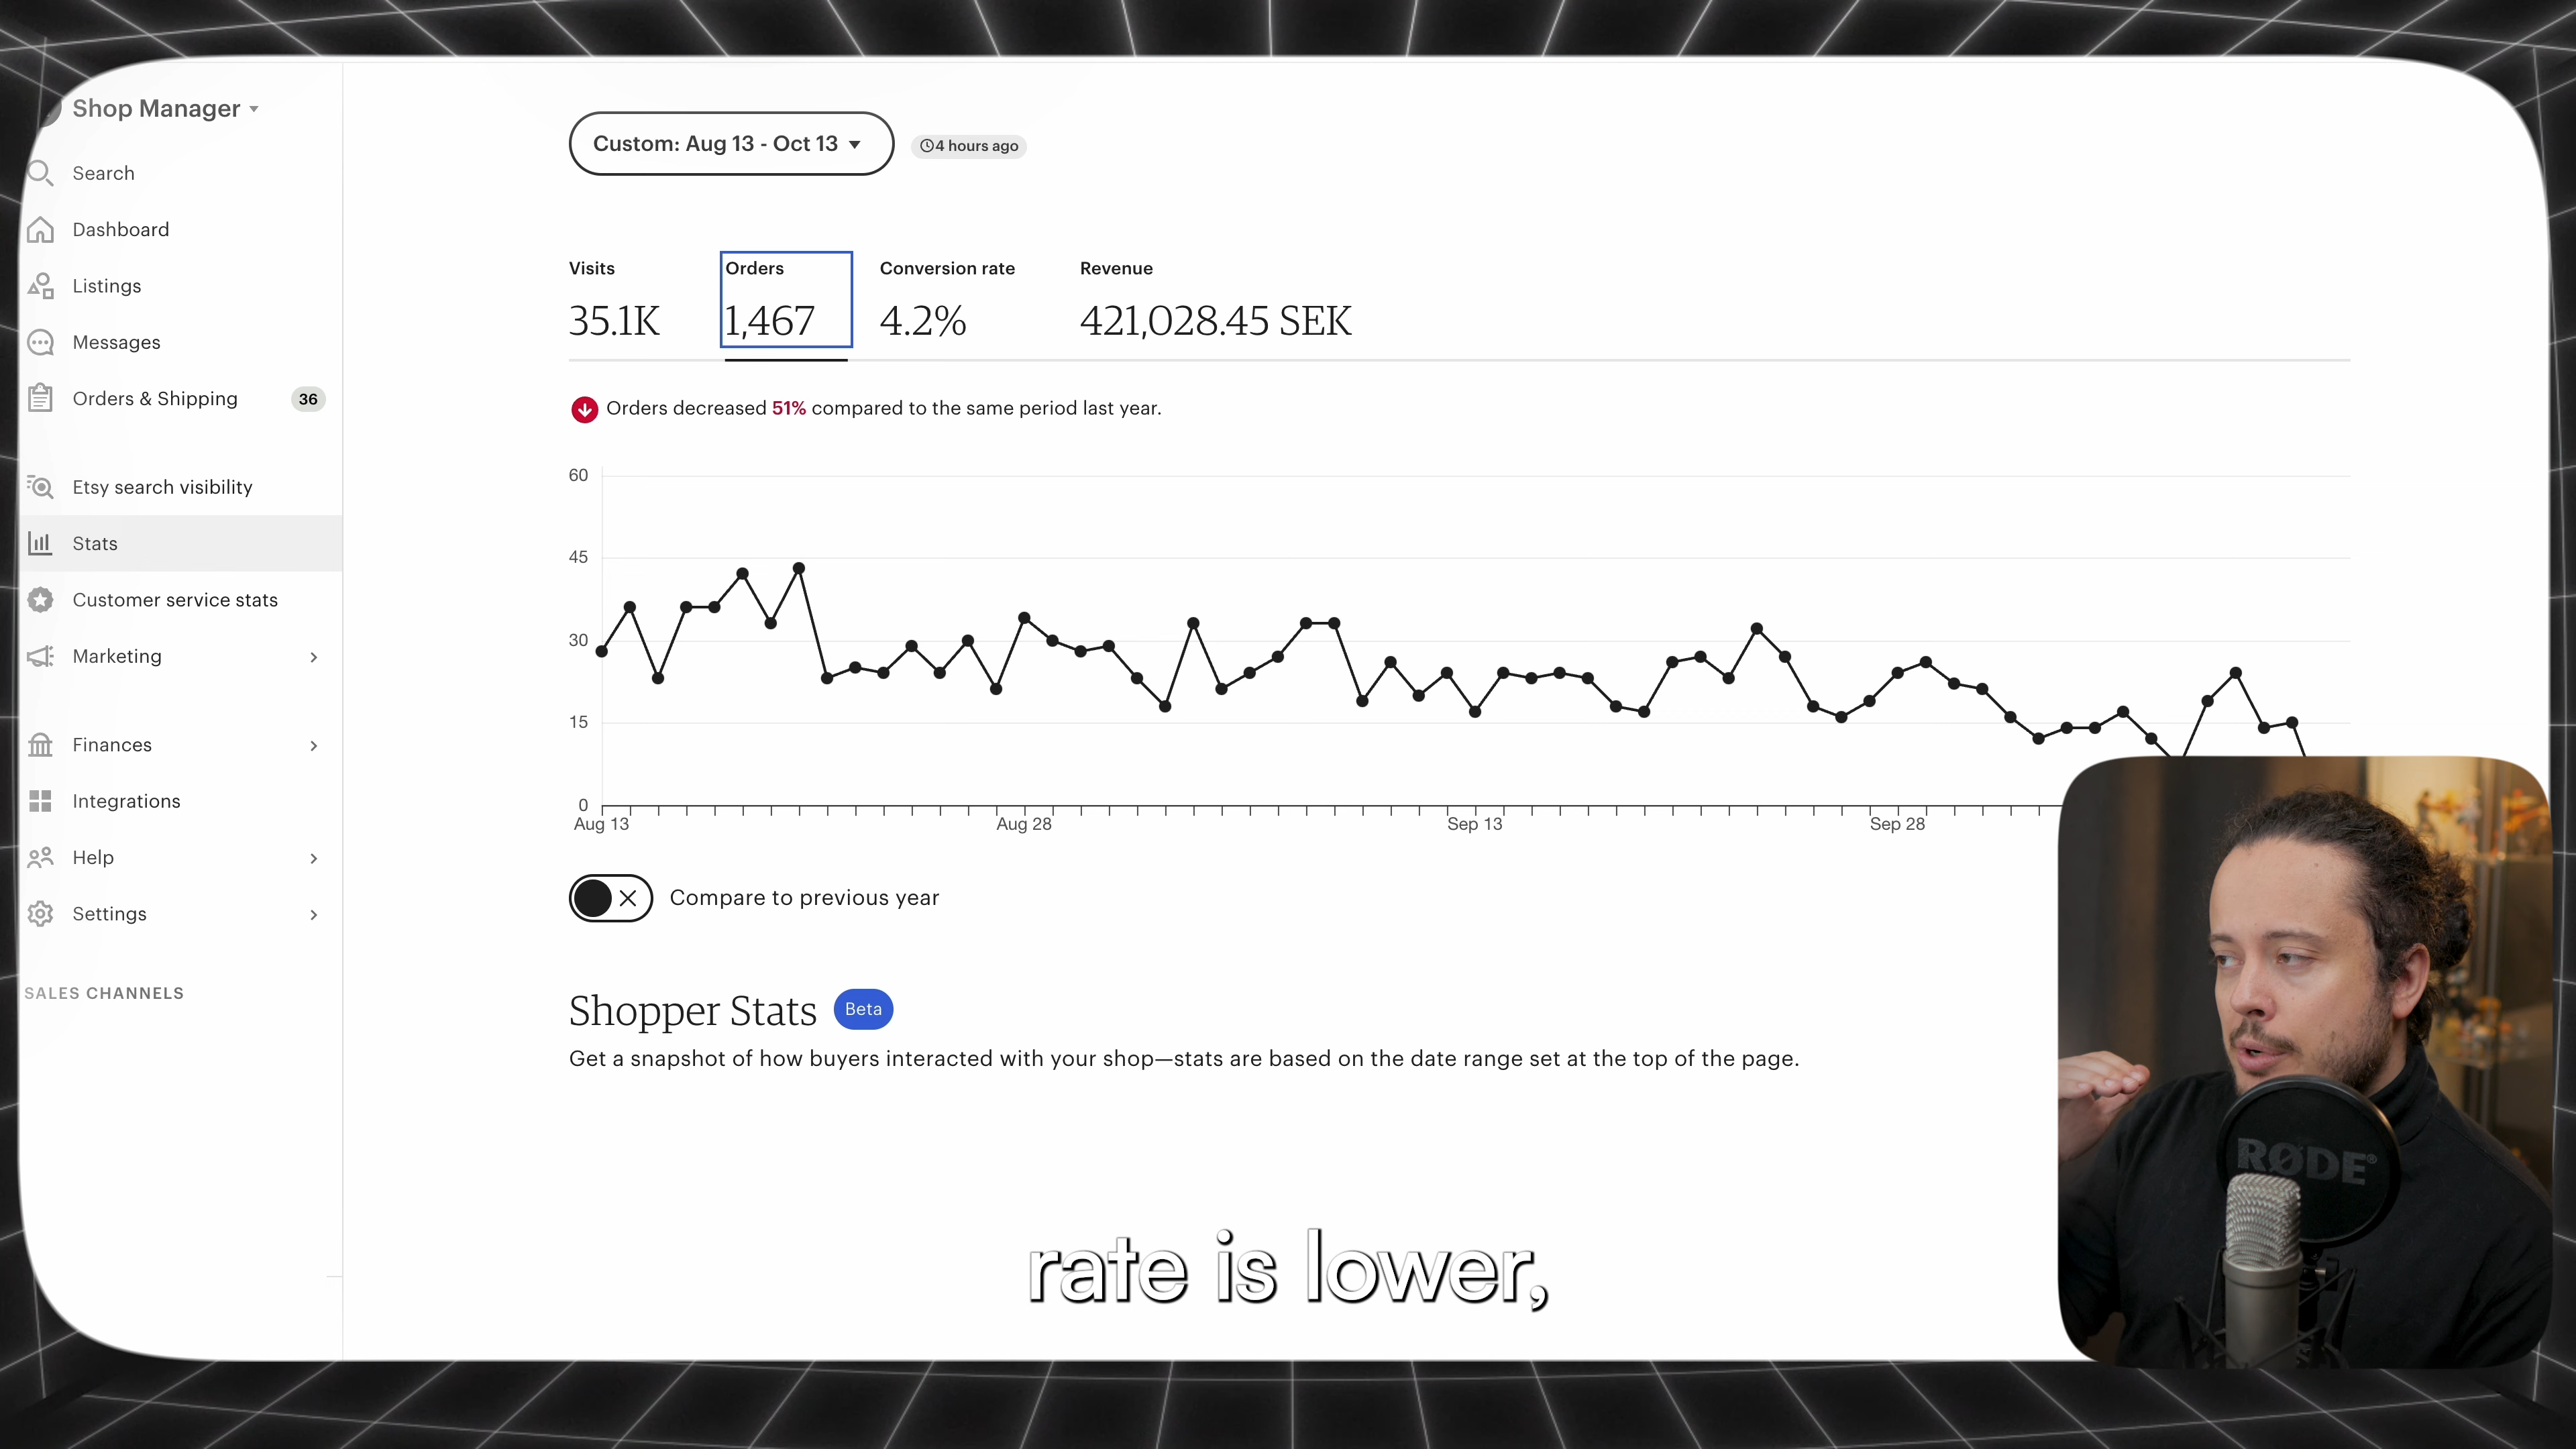 Shop Manager
Search
Dashboard
Listings
Messages
Orders & Shipping 36
Etsy search visibility
Stats
Customer service stats
Marketing
Finances
Integrations
Help
Settings
SALES CHANNELS
Custom: Aug 13 - Oct 13
4 hours ago
Visits Orders Conversion rate Revenue
35.1K 1,467 4.2% 421,028.45 SEK
Orders decreased 51% compared to the same period last year.
60
45
30
15
0
Aug 13 Aug 28 Sep 13 Sep 28
Compare to previous year
Shopper Stats Beta
Get a snapshot of how buyers interacted with your shop—stats are based on the date range set at the top of the page.
RØDE®
rate is lower,